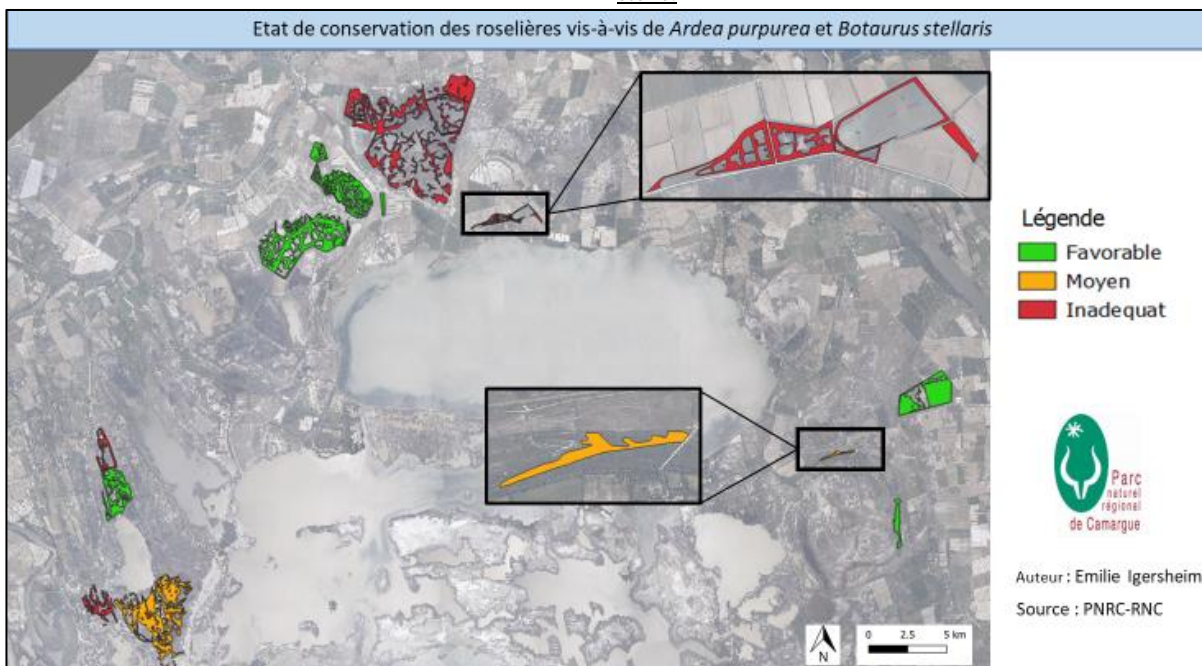 Etat de conservation des roselières vis-à-vis de Ardea purpurea et Botaurus stellaris
Légende
Favorable
Moyen
Inadequat
Parc
naturel
régional
de Camargue
Auteur : Emilie Igersheim
Source : PNRC-RNC
N
0 2.5 5 km